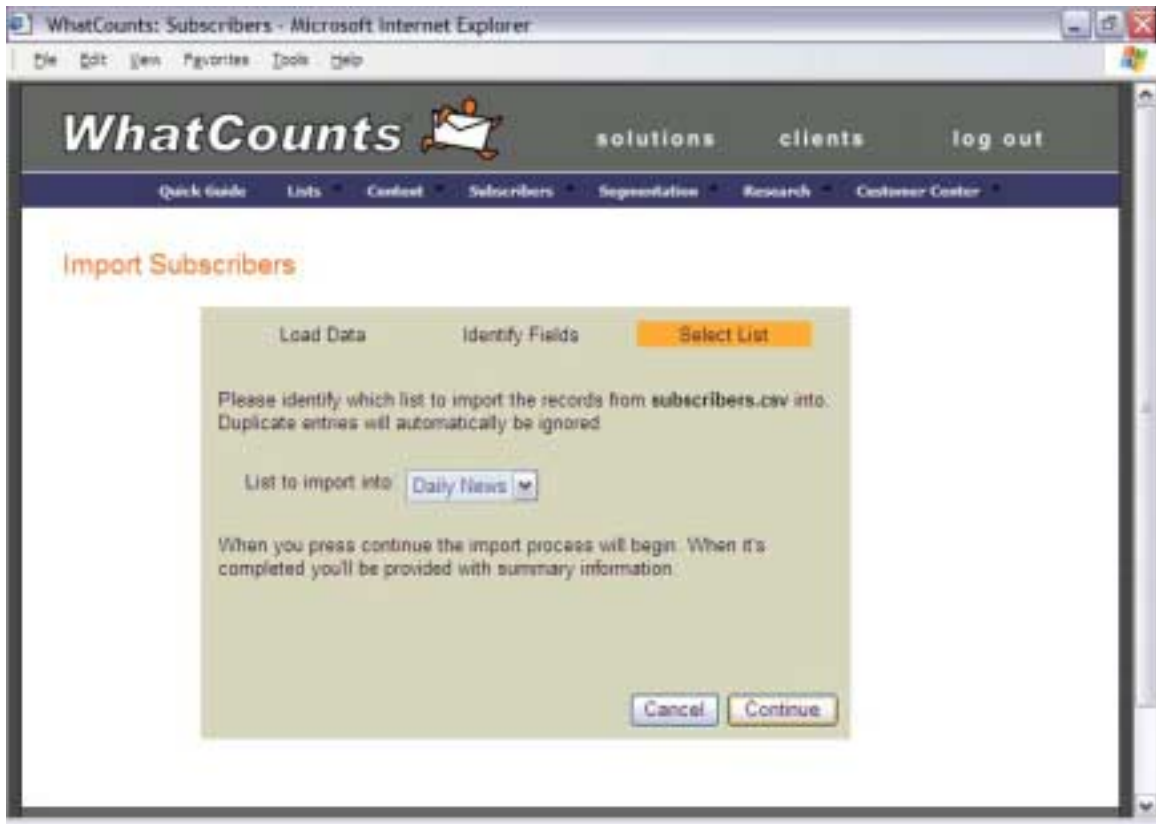 WhatCounts: Subscribers - Microsoft Internet Explorer
File Edit View Favorites Tools Help
WhatCounts solutions clients log out
Quick Guide Lists Content Subscribers Segmentation Research Customer Center
Import Subscribers
Load Data Identify Fields Select List
Please identify which list to import the records from subscribers.csv into.
Duplicate entries will automatically be ignored.
List to import into: Daily News
When you press continue the import process will begin. When it's
completed you'll be provided with summary information.
Cancel Continue